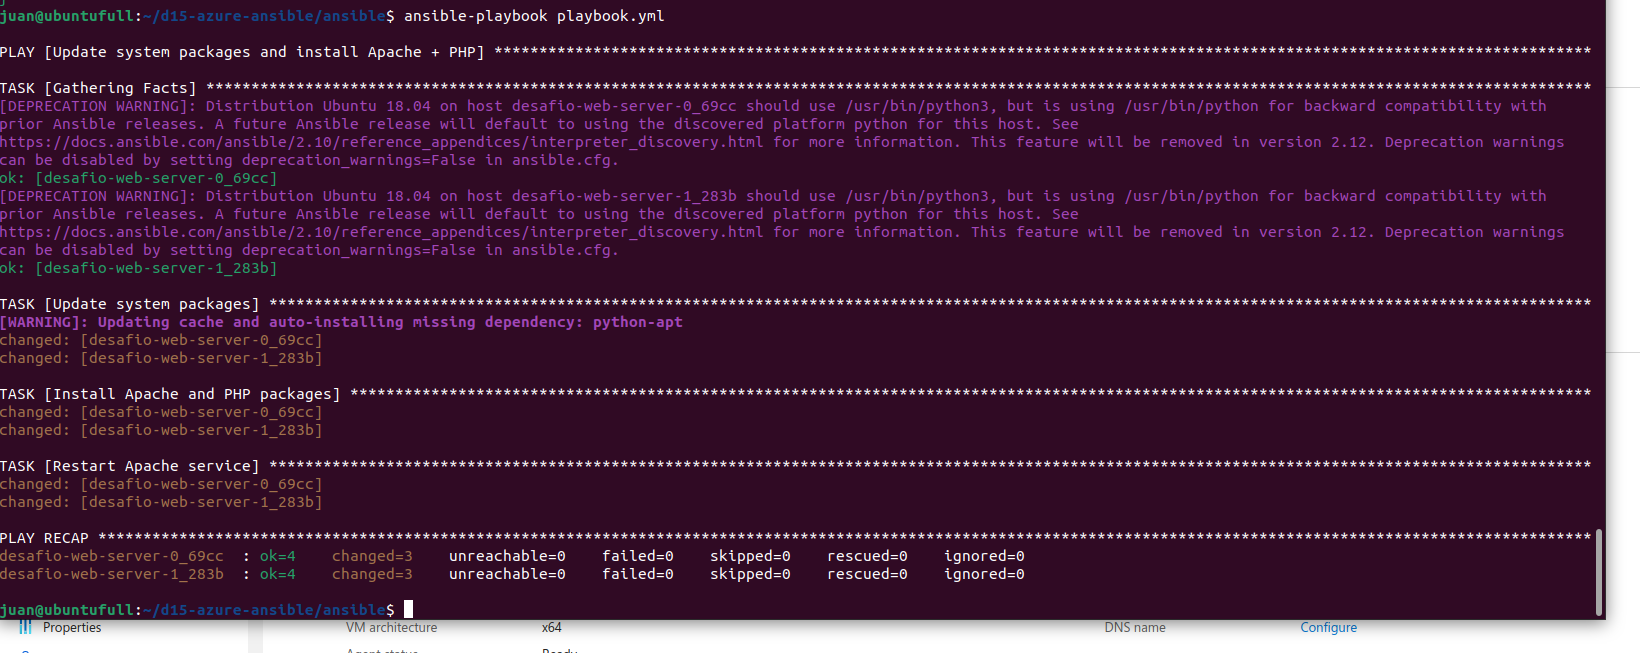 juan@ubuntufull:~/d15-azure-ansible/ansible$ ansible-playbook playbook.yml
PLAY [Update system packages and install Apache + PHP] **************************************************************************************************************************
TASK [Gathering Facts] **********************************************************************************************************************************************************
[DEPRECATION WARNING]: Distribution Ubuntu 18.04 on host desafio-web-server-0_69cc should use /usr/bin/python3, but is using /usr/bin/python for backward compatibility with
prior Ansible releases. A future Ansible release will default to using the discovered platform python for this host. See
https://docs.ansible.com/ansible/2.10/reference_appendices/interpreter_discovery.html for more information. This feature will be removed in version 2.12. Deprecation warnings
can be disabled by setting deprecation_warnings=False in ansible.cfg.
ok: [desafio-web-server-0_69cc]
[DEPRECATION WARNING]: Distribution Ubuntu 18.04 on host desafio-web-server-1_283b should use /usr/bin/python3, but is using /usr/bin/python for backward compatibility with
prior Ansible releases. A future Ansible release will default to using the discovered platform python for this host. See
https://docs.ansible.com/ansible/2.10/reference_appendices/interpreter_discovery.html for more information. This feature will be removed in version 2.12. Deprecation warnings
can be disabled by setting deprecation_warnings=False in ansible.cfg.
ok: [desafio-web-server-1_283b]
TASK [Update system packages] ***************************************************************************************************************************************************
[WARNING]: Updating cache and auto-installing missing dependency: python-apt
changed: [desafio-web-server-0_69cc]
changed: [desafio-web-server-1_283b]
TASK [Install Apache and PHP packages] ******************************************************************************************************************************************
changed: [desafio-web-server-0_69cc]
changed: [desafio-web-server-1_283b]
TASK [Restart Apache service] ***************************************************************************************************************************************************
changed: [desafio-web-server-0_69cc]
changed: [desafio-web-server-1_283b]
PLAY RECAP **********************************************************************************************************************************************************************
desafio-web-server-0_69cc : ok=4 changed=3 unreachable=0 failed=0 skipped=0 rescued=0 ignored=0
desafio-web-server-1_283b : ok=4 changed=3 unreachable=0 failed=0 skipped=0 rescued=0 ignored=0
juan@ubuntufull:~/d15-azure-ansible/ansible$
Properties VM architecture x64 DNS name Configure